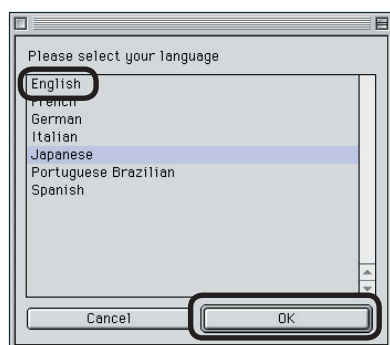 Please select your language
English
French
German
Italian
Japanese
Portuguese Brazilian
Spanish
Cancel
OK